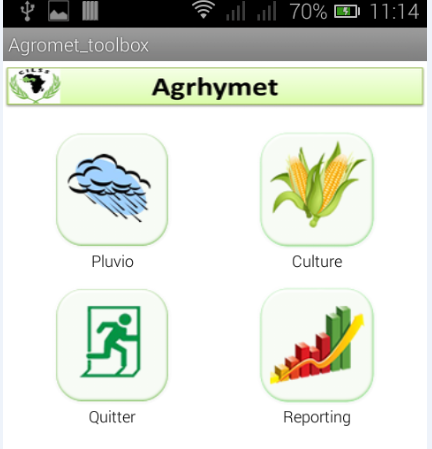 70% 11:14
Agromet_toolbox
CILSS
Agrhymet
Pluvio
Culture
Quitter
Reporting